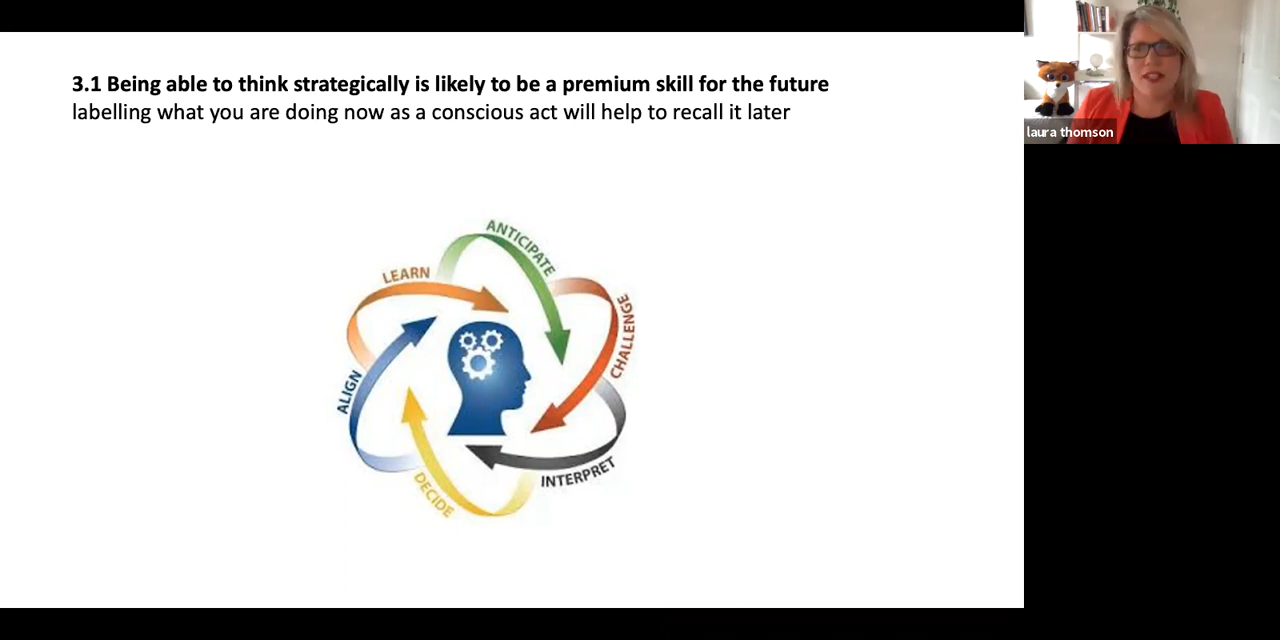 3.1 Being able to think strategically is likely to be a premium skill for the future
labelling what you are doing now as a conscious act will help to recall it later
laura thomson
ANTICIPATE
LEARN
CHALLENGE
ALIGN
INTERPRET
DECIDE